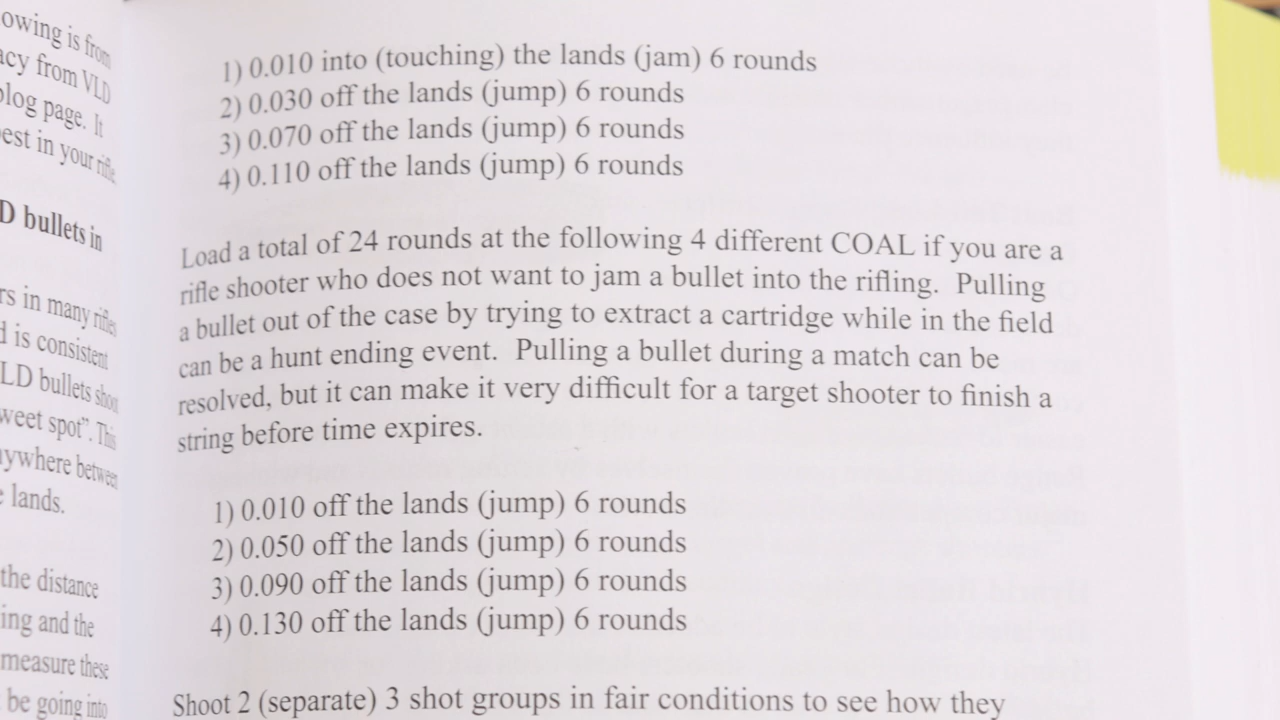 owing is from
acy from VLD
blog page. It
est in your rifle
D bullets in
rs in many rifles
d is consistent
LD bullets shoot
weet spot". This
ywhere between
e lands.
the distance
ing and the
measure these
be going into
1) 0.010 into (touching) the lands (jam) 6 rounds
2) 0.030 off the lands (jump) 6 rounds
3) 0.070 off the lands (jump) 6 rounds
4) 0.110 off the lands (jump) 6 rounds
Load a total of 24 rounds at the following 4 different COAL if you are a
rifle shooter who does not want to jam a bullet into the rifling. Pulling
a bullet out of the case by trying to extract a cartridge while in the field
can be a hunt ending event. Pulling a bullet during a match can be
resolved, but it can make it very difficult for a target shooter to finish a
string before time expires.
1) 0.010 off the lands (jump) 6 rounds
2) 0.050 off the lands (jump) 6 rounds
3) 0.090 off the lands (jump) 6 rounds
4) 0.130 off the lands (jump) 6 rounds
Shoot 2 (separate) 3 shot groups in fair conditions to see how they